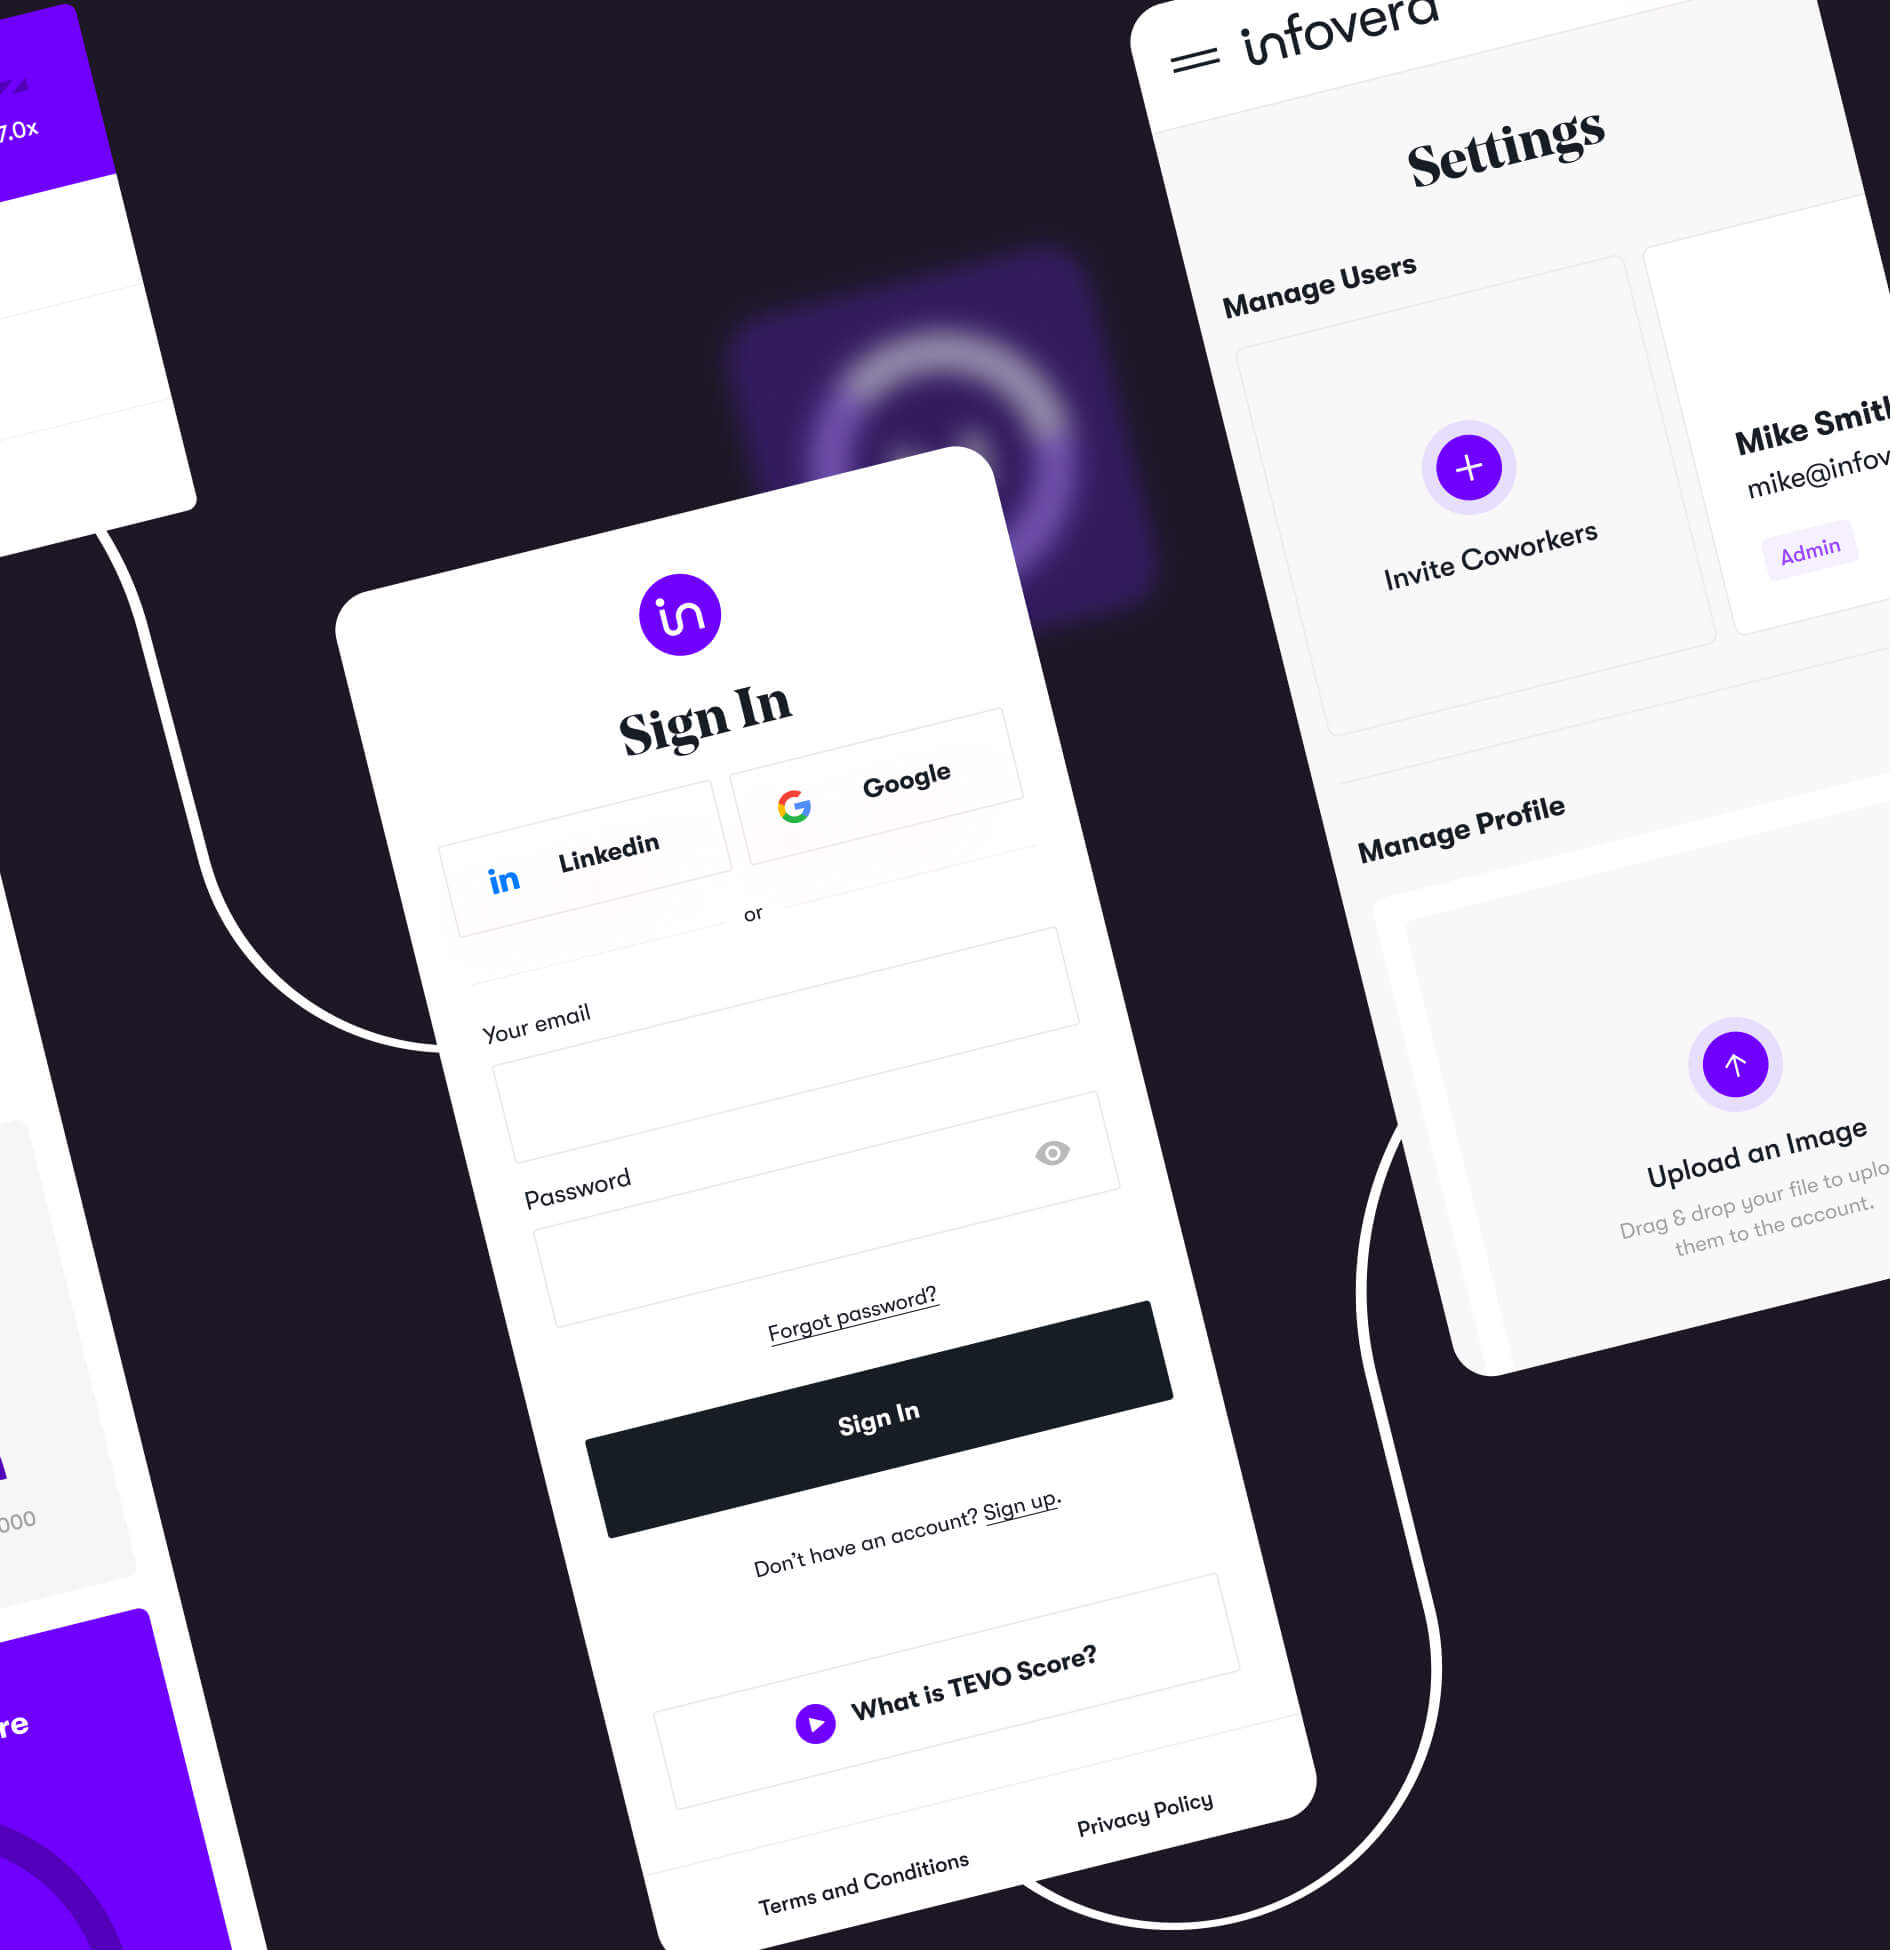 7.0x
000
re
in
Sign In
in Linkedin
Google
or
Your email
Password
Forgot password?
Sign In
Don't have an account? Sign up.
What is TEVO Score?
Terms and Conditions
Privacy Policy
infovera
Settings
Manage Users
Invite Coworkers
Mike Smith
mike@infov
Admin
Manage Profile
Upload an Image
Drag & drop your file to uplo
them to the account.